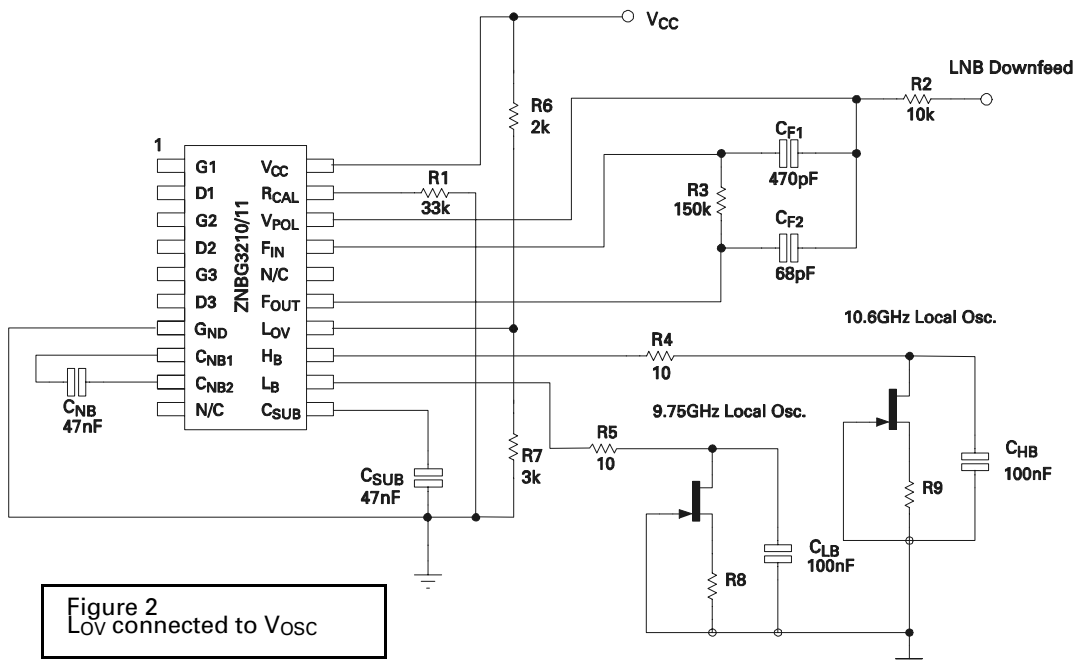 VCC
LNB Downfeed
R2
10k
R6
2k
CF1
470pF
R3
150k
CF2
68pF
1
ZNBG3210/11
G1
D1
G2
D2
G3
D3
GND
CNB1
CNB2
N/C
VCC
RCAL
VPOL
FIN
N/C
FOUT
LOV
HB
LB
CSUB
R1
33k
10.6GHz Local Osc.
R4
10
9.75GHz Local Osc.
R5
10
CNB
47nF
CSUB
47nF
R7
3k
R9
CHB
100nF
R8
CLB
100nF
Figure 2
LOV connected to VOSC